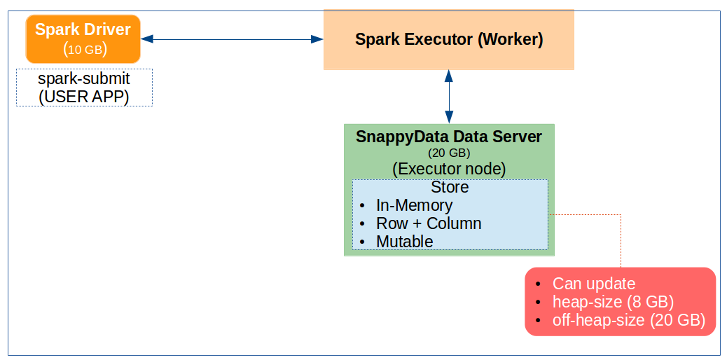 Spark Driver
(10 GB)
spark-submit
(USER APP)
Spark Executor (Worker)
SnappyData Data Server
(20 GB)
(Executor node)
Store
• In-Memory
• Row + Column
• Mutable
• Can update
• heap-size (8 GB)
• off-heap-size (20 GB)